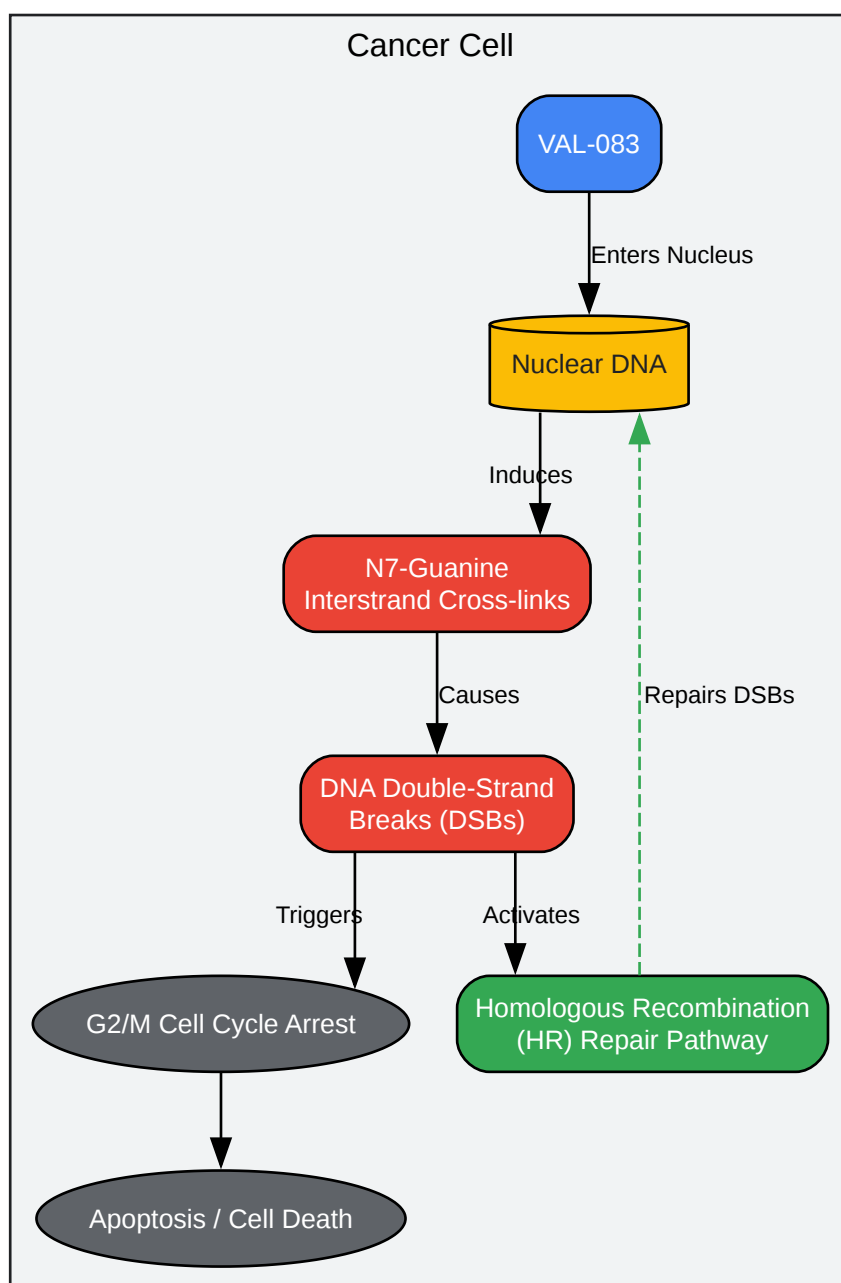 Cancer Cell
VAL-083
Enters Nucleus
Nuclear DNA
Induces
N7-Guanine
Interstrand Cross-links
Causes
Repairs DSBs
DNA Double-Strand
Breaks (DSBs)
Triggers
Activates
G2/M Cell Cycle Arrest
Homologous Recombination
(HR) Repair Pathway
Apoptosis / Cell Death